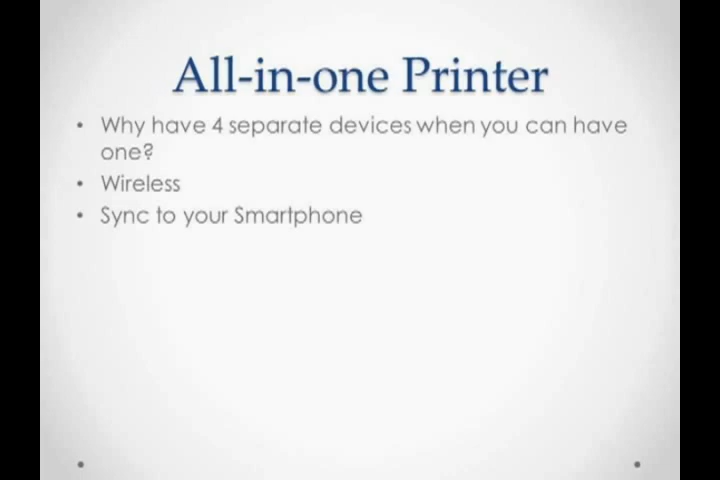 All-in-one Printer
• Why have 4 separate devices when you can have
one?
• Wireless
• Sync to your Smartphone